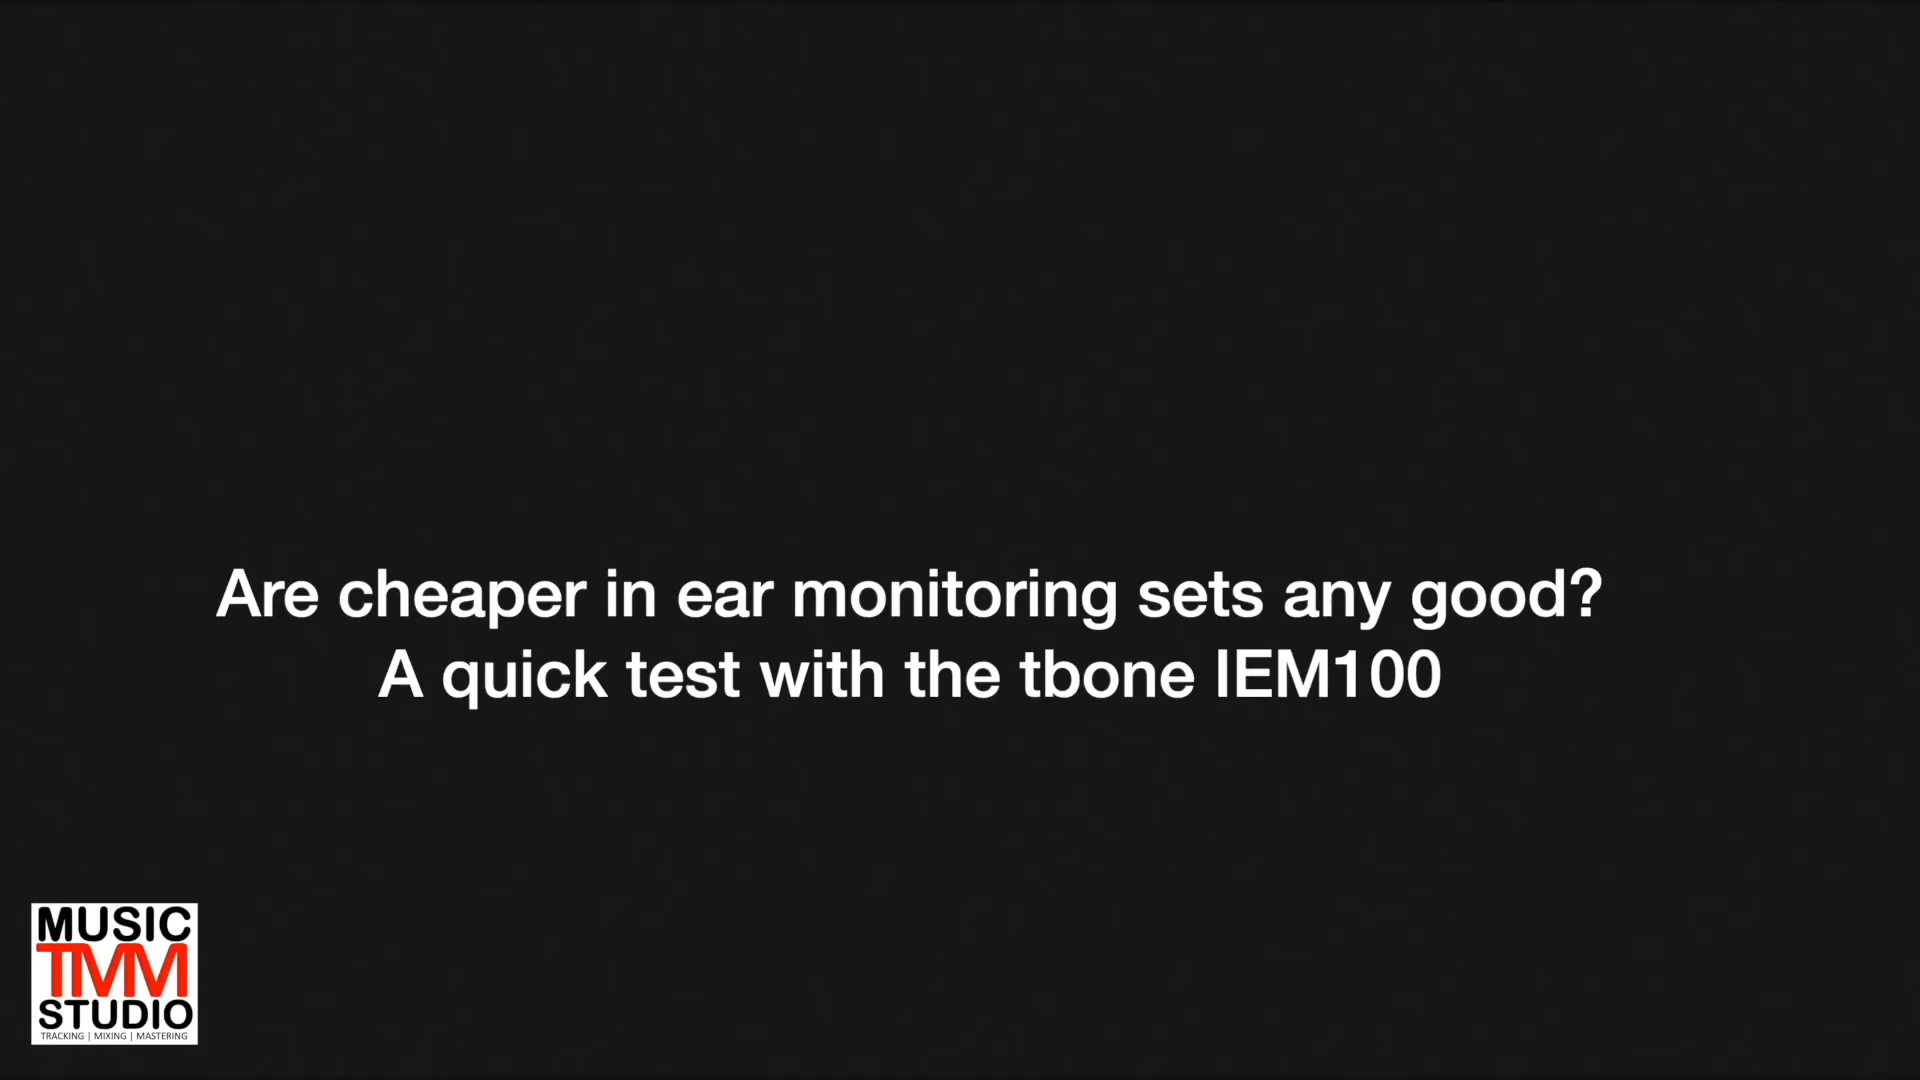 Are cheaper in ear monitoring sets any good?
A quick test with the tbone IEM100
MUSIC
TMM
STUDIO
TRACKING | MIXING | MASTERING